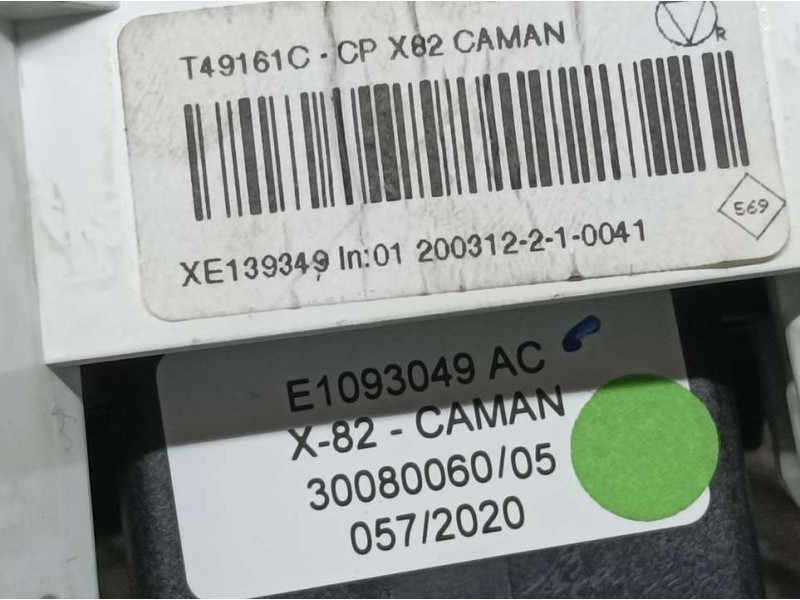 T49161C - CP X82 CAMAN
R
569
XE139349 In:01 200312-2-1-0041
E1093049 AC
X-82 - CAMAN
30080060/05
057/2020